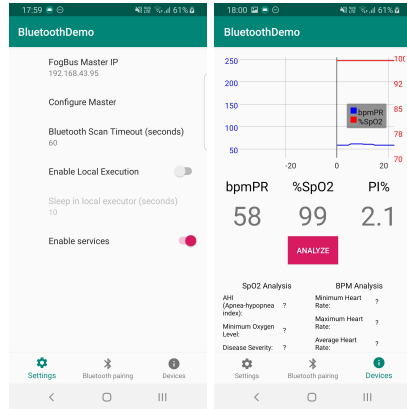 17:59
61%
BluetoothDemo
FogBus Master IP
192.168.43.95
Configure Master
Bluetooth Scan Timeout (seconds)
60
Enable Local Execution
Sleep in local executor (seconds)
10
Enable services
Settings
Bluetooth pairing
Devices
18:00
61%
BluetoothDemo
250
200
150
100
50
100
92
85
78
70
bpmPR
%SpO2
-20
0
20
bpmPR %SpO2 PI%
58 99 2.1
ANALYZE
SpO2 Analysis
AHI
(Apnea-hypopnea
index):
?
Minimum Oxygen
Level:
?
Disease Severity: ?
BPM Analysis
Minimum Heart
Rate:
?
Maximum Heart
Rate:
?
Average Heart
Rate:
?
Settings
Bluetooth pairing
Devices